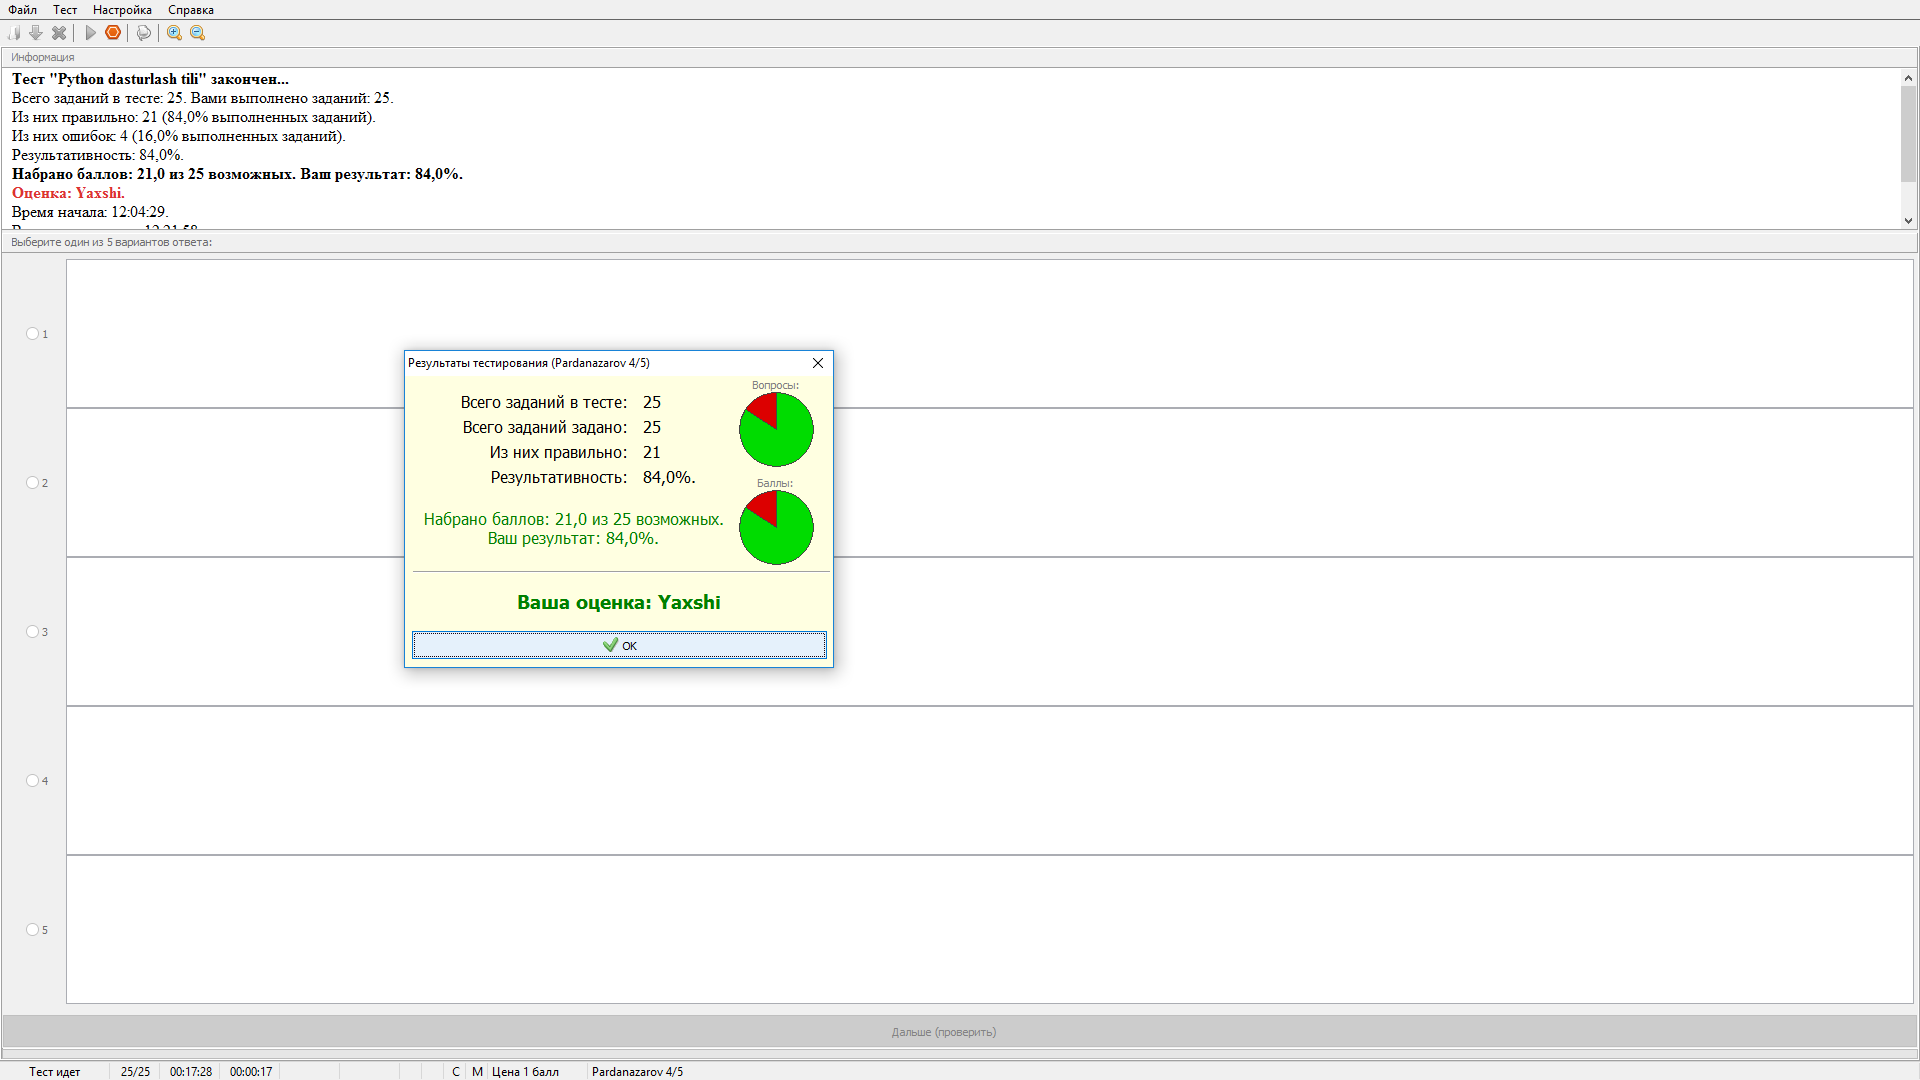 Файл Тест Настройка Справка
Информация
Тест "Python dasturlash tili" закончен...
Всего заданий в тесте: 25. Вами выполнено заданий: 25.
Из них правильно: 21 (84,0% выполненных заданий).
Из них ошибок: 4 (16,0% выполненных заданий).
Результативность: 84,0%.
Набрано баллов: 21,0 из 25 возможных. Ваш результат: 84,0%.
Оценка: Yaxshi.
Время начала: 12:04:29.
Выберите один из 5 вариантов ответа:
1
Результаты тестирования (Pardanazarov 4/5)
Вопросы:
Всего заданий в тесте: 25
Всего заданий задано: 25
Из них правильно: 21
Результативность: 84,0%.
Баллы:
Набрано баллов: 21,0 из 25 возможных.
Ваш результат: 84,0%.
Ваша оценка: Yaxshi
OK
2
3
4
5
Дальше (проверить)
Тест идет 25/25 00:17:28 00:00:17 С М Цена 1 балл Pardanazarov 4/5